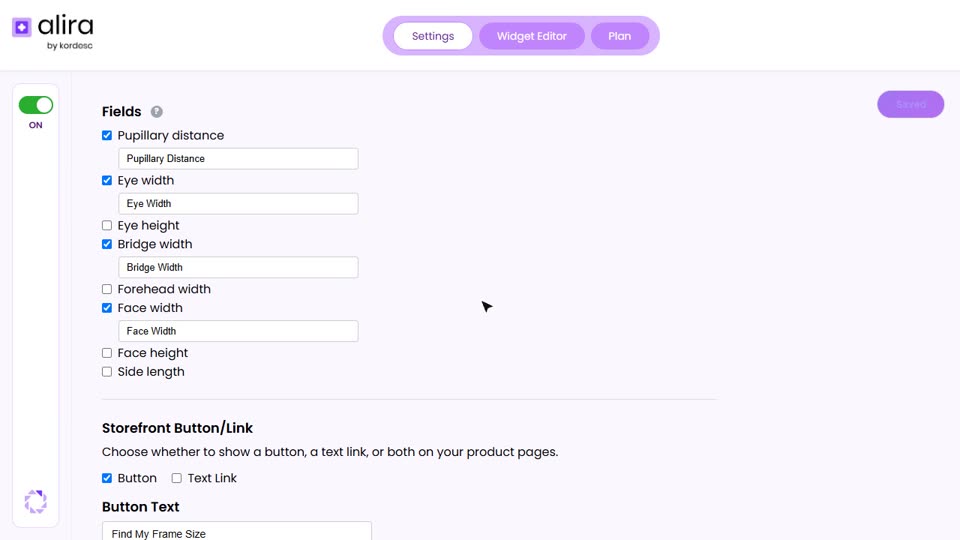 alira
by kordesc
Settings
Widget Editor
Plan
ON
Saved
Fields ?
Pupillary distance
Pupillary Distance
Eye width
Eye Width
Eye height
Bridge width
Bridge Width
Forehead width
Face width
Face Width
Face height
Side length
Storefront Button/Link
Choose whether to show a button, a text link, or both on your product pages.
Button Text Link
Button Text
Find My Frame Size